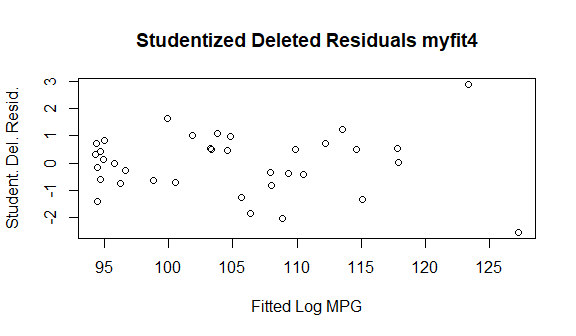 Studentized Deleted Residuals myfit4
Student. Del. Resid.
3
2
1
0
-1
-2
95 100 105 110 115 120 125
Fitted Log MPG